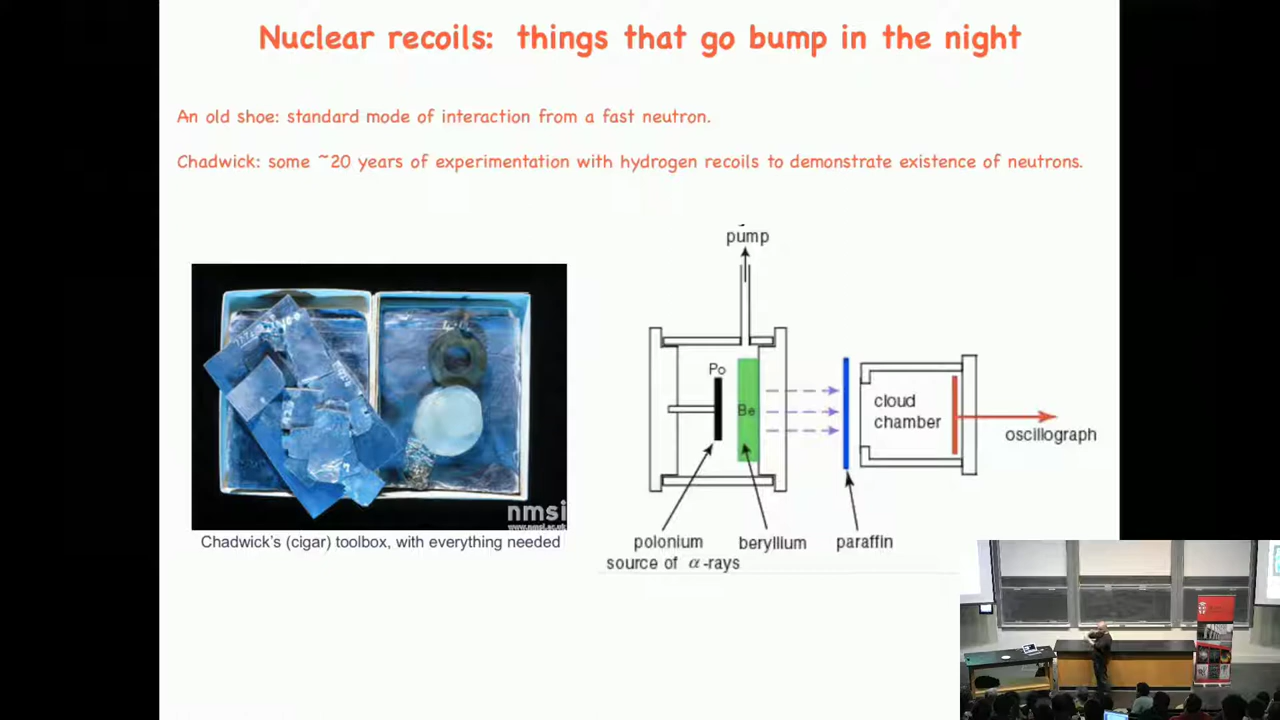 Nuclear recoils: things that go bump in the night
An old shoe: standard mode of interaction from a fast neutron.
Chadwick: some ~20 years of experimentation with hydrogen recoils to demonstrate existence of neutrons.
pump
Po
Be
cloud
chamber
oscillograph
nmsi
Chadwick's (cigar) toolbox, with everything needed
polonium
source of α-rays
beryllium
paraffin